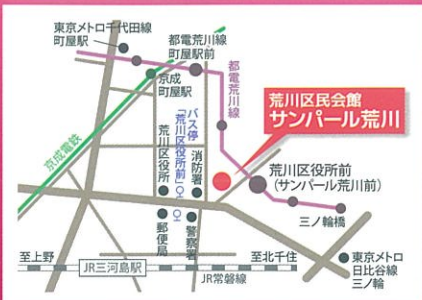 東京メトロ千代田線
町屋駅
都電荒川線
町屋駅前
京成
町屋駅
都電荒川線
荒川区民会館
サンパール荒川
京成電鉄
バス停
「荒川区役所前」
荒川区役所
消防署
荒川区役所前
(サンパール荒川前)
三ノ輪橋
郵便局
警察署
至上野
JR三河島駅
JR常磐線
至北千住
東京メトロ
日比谷線
三ノ輪